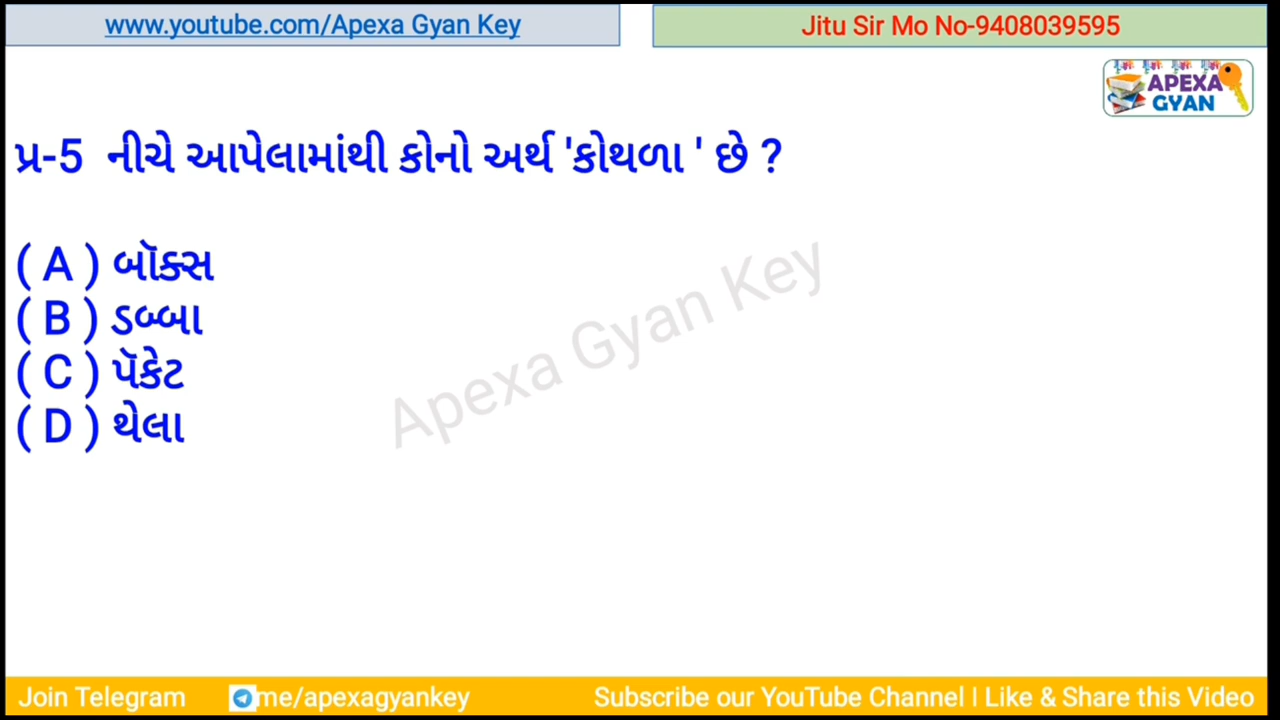 www.youtube.com/Apexa Gyan Key
Jitu Sir Mo No-9408039595
APEXA
GYAN
પ્ર-5 નીચે આપેલામાંથી કોનો અર્થ 'કોથળા ' છે ?
( A ) બૉક્સ
( B ) ડબ્બા
( C ) પૅકેટ
( D ) થેલા
Apexa Gyan Key
Join Telegram
me/apexagyankey
Subscribe our YouTube Channel I Like & Share this Video